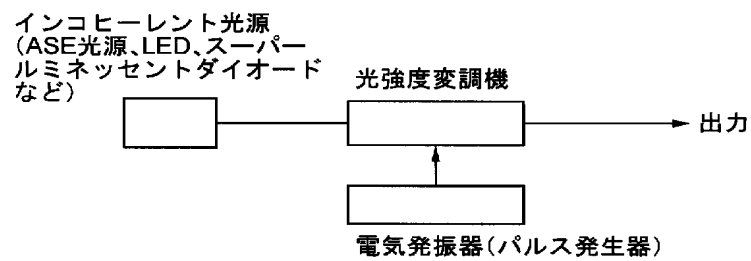 インコヒーレント光源
(ASE光源、LED、スーパー
ルミネッセントダイオード
など)
光強度変調機
出力
電気発振器(パルス発生器)